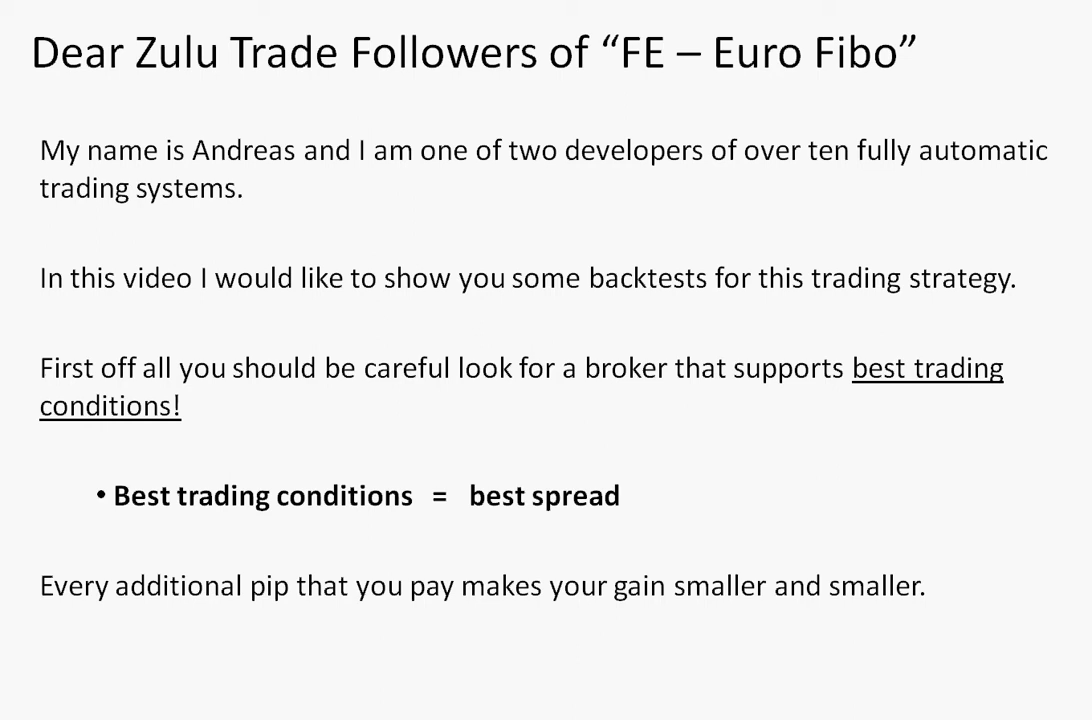 Dear Zulu Trade Followers of “FE – Euro Fibo”
My name is Andreas and I am one of two developers of over ten fully automatic
trading systems.
In this video I would like to show you some backtests for this trading strategy.
First off all you should be careful look for a broker that supports best trading
conditions!
• Best trading conditions = best spread
Every additional pip that you pay makes your gain smaller and smaller.